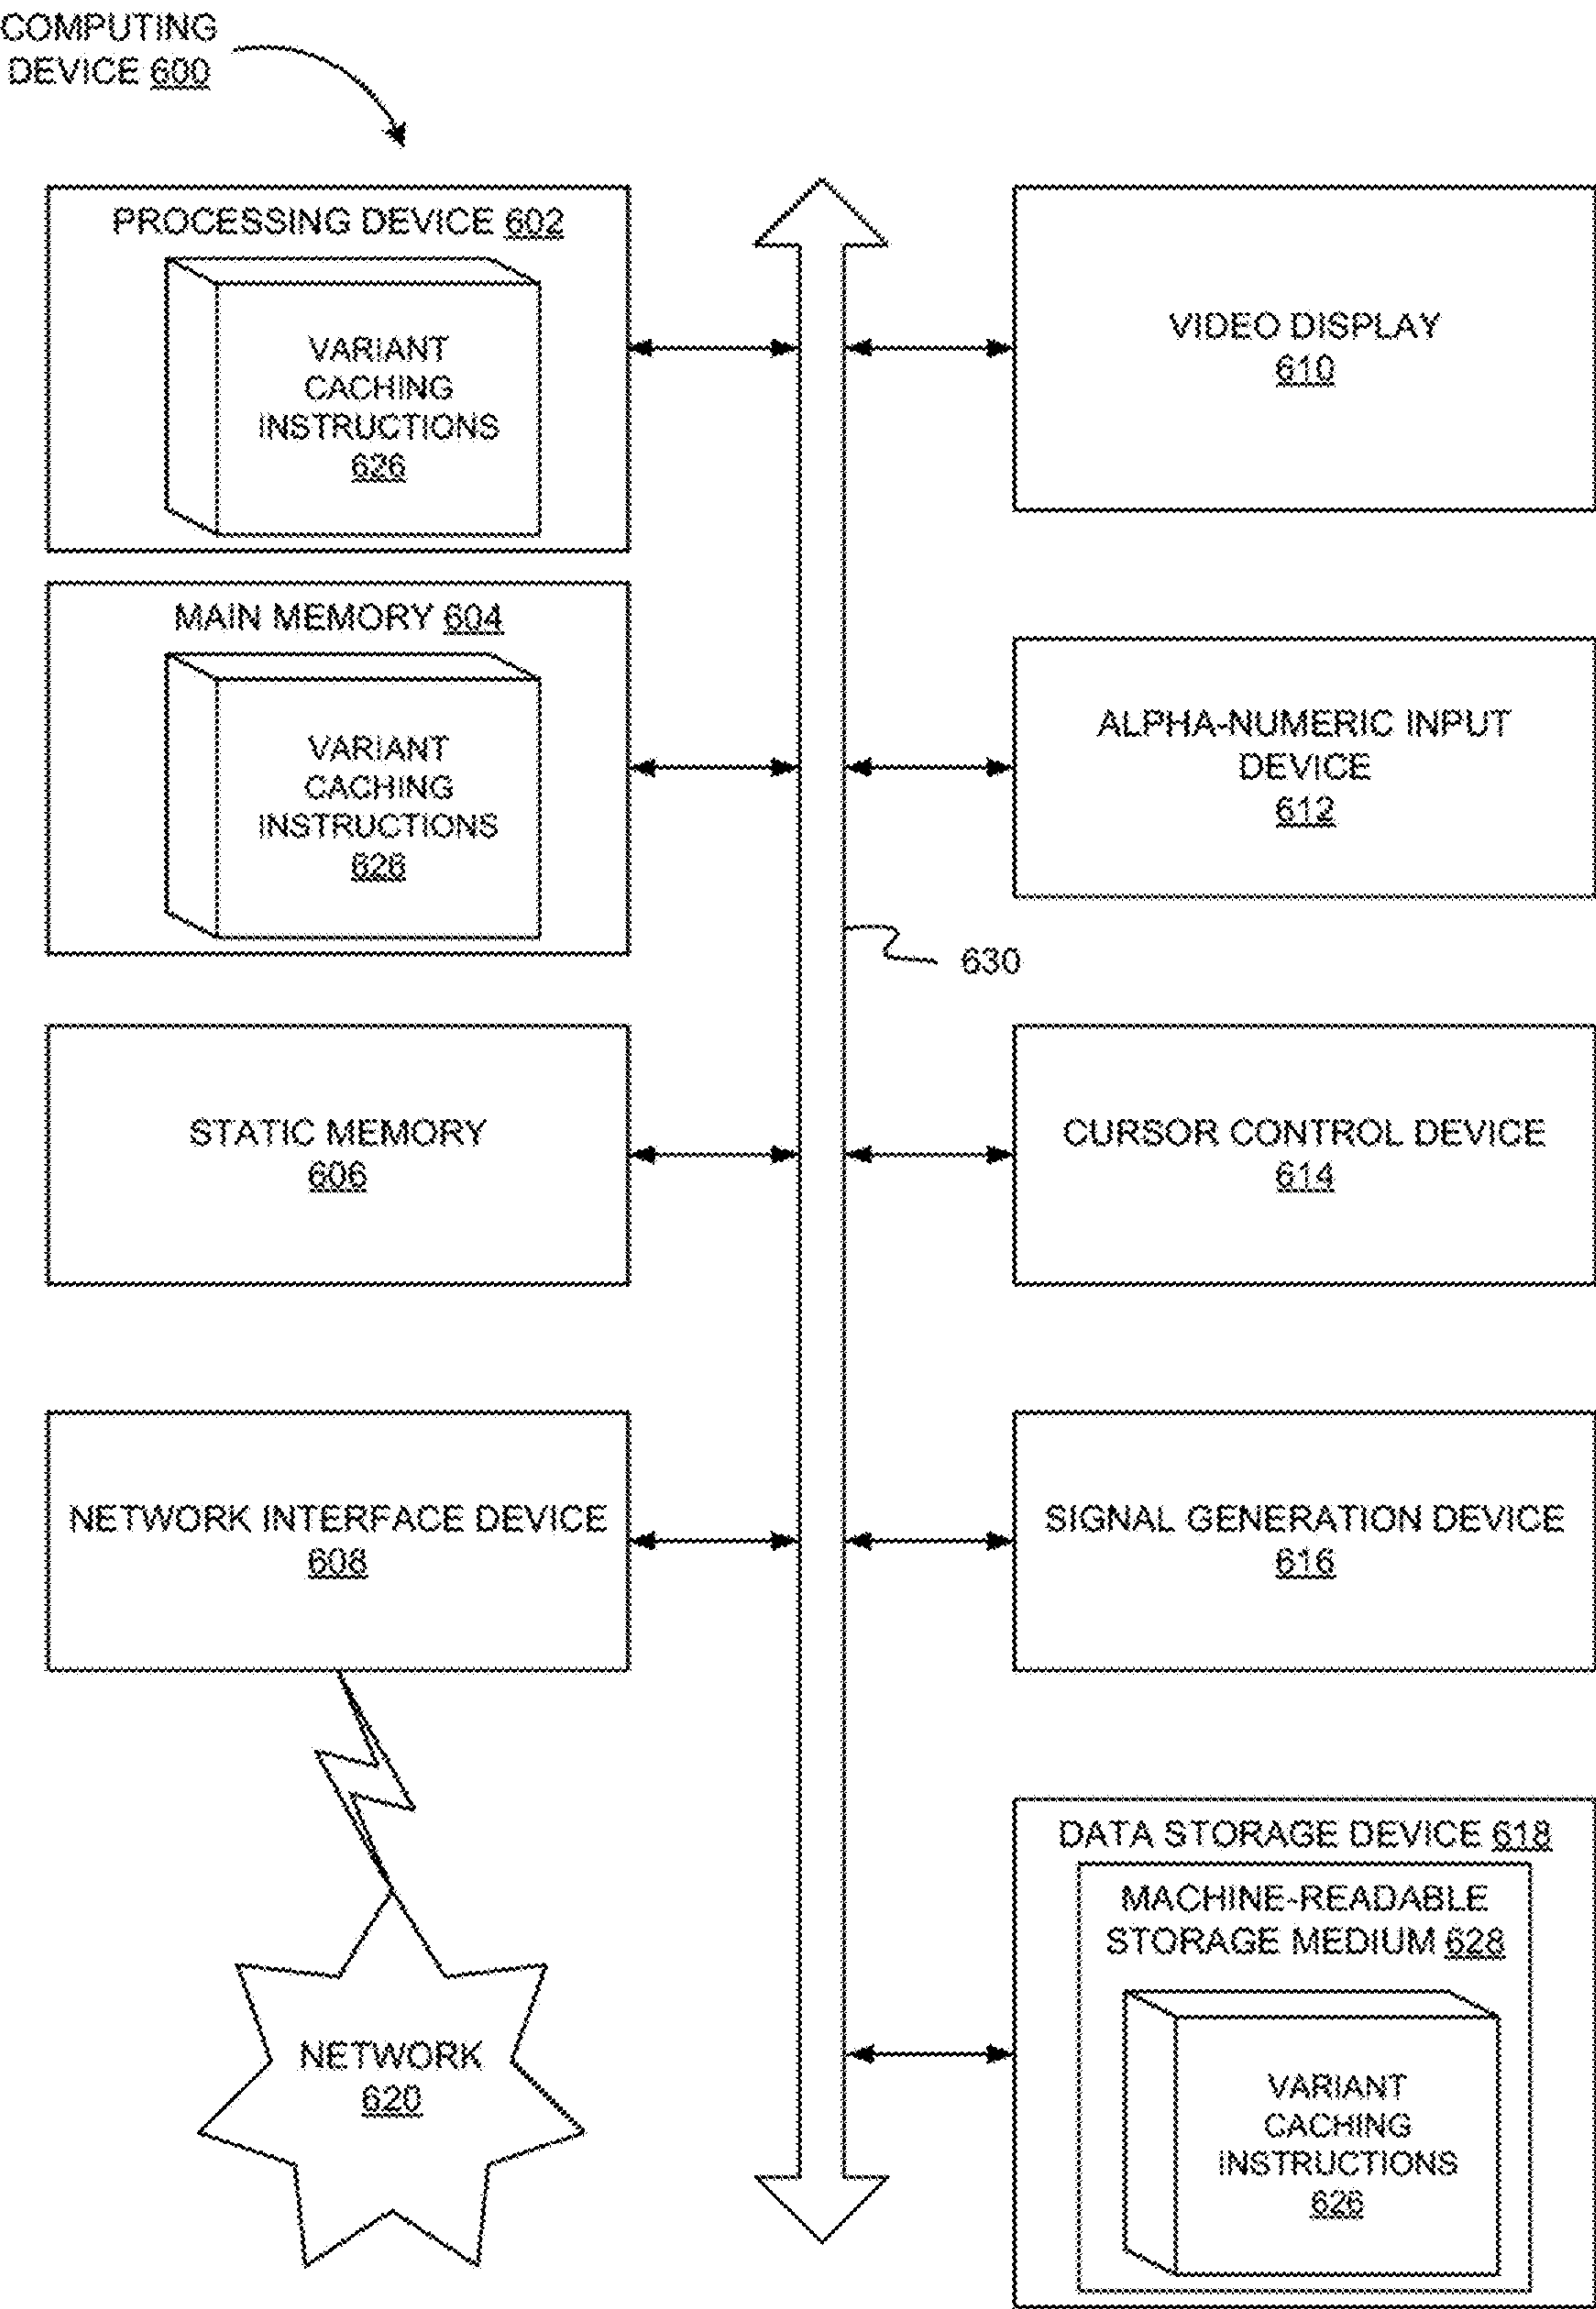 COMPUTING
DEVICE 600
PROCESSING DEVICE 602
VARIANT
CACHING
INSTRUCTIONS
626
MAIN MEMORY 604
VARIANT
CACHING
INSTRUCTIONS
626
STATIC MEMORY
606
NETWORK INTERFACE DEVICE
608
NETWORK
620
630
VIDEO DISPLAY
610
ALPHA-NUMERIC INPUT
DEVICE
612
CURSOR CONTROL DEVICE
614
SIGNAL GENERATION DEVICE
616
DATA STORAGE DEVICE 618
MACHINE-READABLE
STORAGE MEDIUM 628
VARIANT
CACHING
INSTRUCTIONS
626